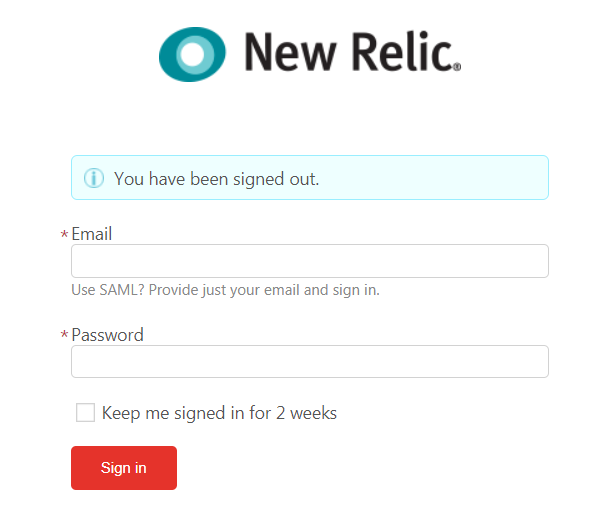 New Relic®
You have been signed out.
* Email
Use SAML? Provide just your email and sign in.
* Password
Keep me signed in for 2 weeks
Sign in